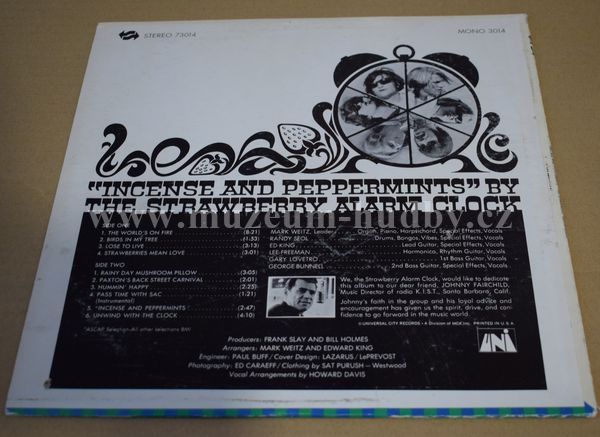 STEREO 73014
MONO 3014
"INCENSE AND PEPPERMINTS" BY
THE STRAWBERRY ALARM CLOCK
www.muzeum-hudby.cz
SIDE ONE
1. THE WORLD'S ON FIRE (8:21)
2. BIRDS IN MY TREE (1:53)
3. LOSE TO LIVE (3:13)
4. STRAWBERRIES MEAN LOVE (3:01)
SIDE TWO
1. RAINY DAY MUSHROOM PILLOW (3:05)
2. PAXTON'S BACK STREET CARNIVAL (2:01)
3. HUMMIN' HAPPY (2:25)
4. PASS TIME WITH SAC (1:21)
(Instrumental)
"INCENSE AND PEPPERMINTS" (2:47)
6. UNWIND WITH THE CLOCK (4:10)
*ASCAP Selection-All other selections BMI
MARK WEITZ, Leader Organ, Piano, Harpsichord, Special Effects, Vocals
RANDY SEOL Drums, Bongos, Vibes, Special Effects, Vocals
ED KING Lead Guitar, Special Effects, Vocals
LEE FREEMAN Harmonica, Rhythm Guitar, Vocals
GARY LOVETRO 1st Bass Guitar, Vocals
GEORGE BUNNEL 2nd Bass Guitar, Special Effects, Vocals
We, the Strawberry Alarm Clock, would like to dedicate
this album to our dear friend, JOHNNY FAIRCHILD,
Music Director of radio K.I.S.T., Santa Barbara, Calif.
Johnny's faith in the group and his loyal advice and
encouragement has given us the spirit, drive, and con-
fidence to go forward in the music world.
© UNIVERSAL CITY RECORDS • A Division of MCA Inc. PRINTED IN U.S.A.
Producers: FRANK SLAY AND BILL HOLMES
Arrangers: MARK WEITZ AND EDWARD KING
Engineer: PAUL BUFF/Cover Design: LAZARUS/LePREVOST
Photography: ED CARAEFF/Clothing by SAT PURUSH — Westwood
Vocal Arrangements by HOWARD DAVIS
UNI